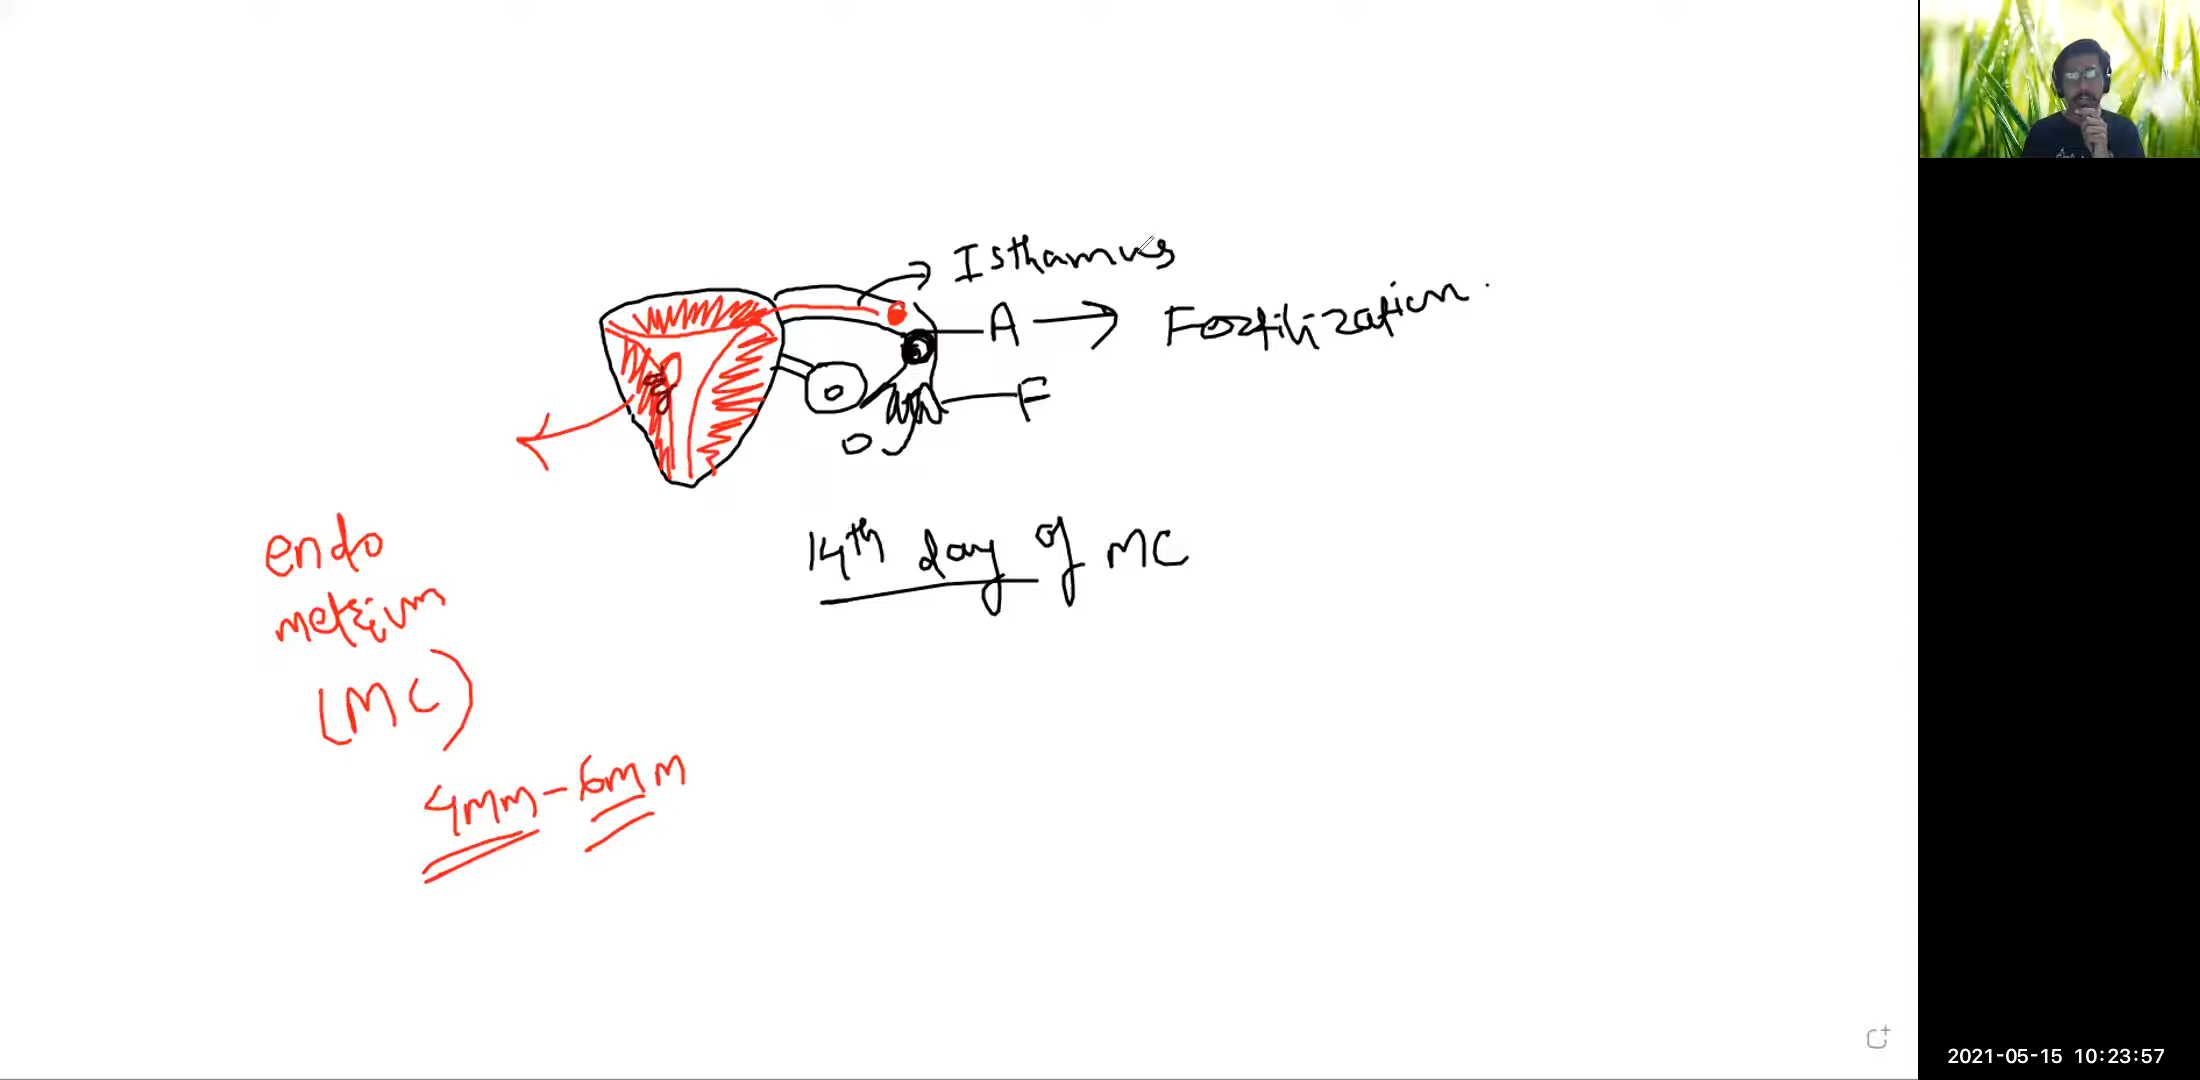 Isthamus
A → Fertilization.
F
14th day of MC
endo
metrium
(MC)
4mm - 6mm
2021-05-15 10:23:57